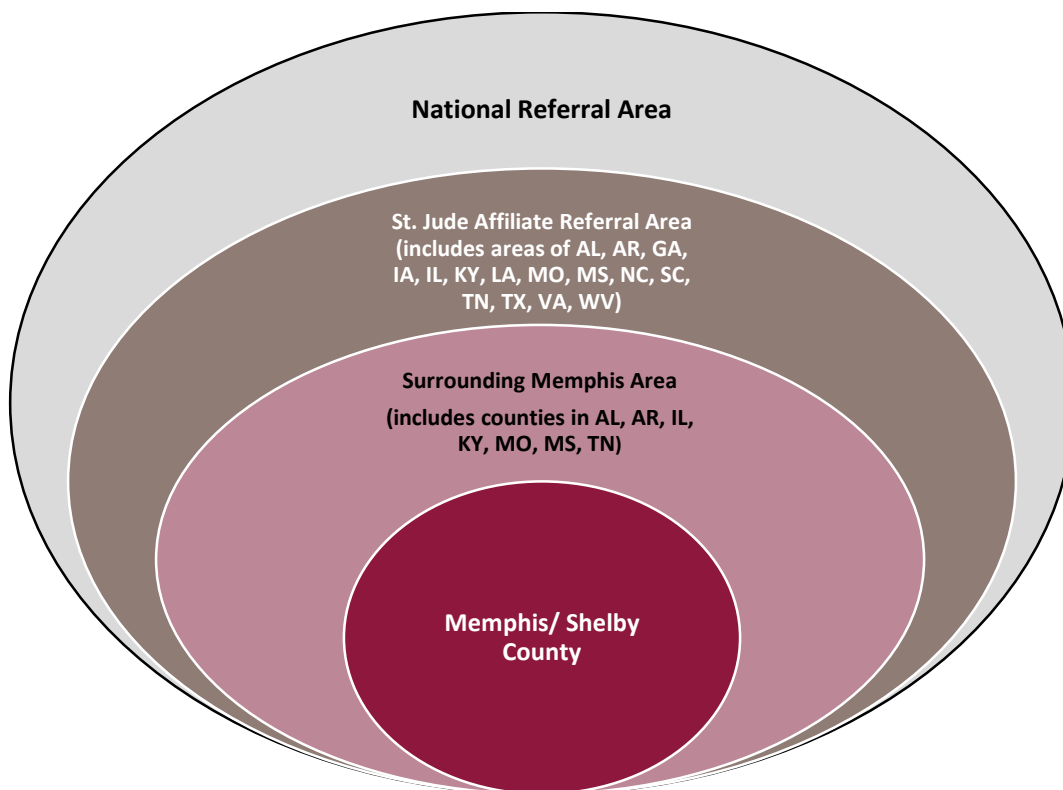 National Referral Area
St. Jude Affiliate Referral Area
(includes areas of AL, AR, GA,
IA, IL, KY, LA, MO, MS, NC, SC,
TN, TX, VA, WV)
Surrounding Memphis Area
(includes counties in AL, AR, IL,
KY, MO, MS, TN)
Memphis/ Shelby
County